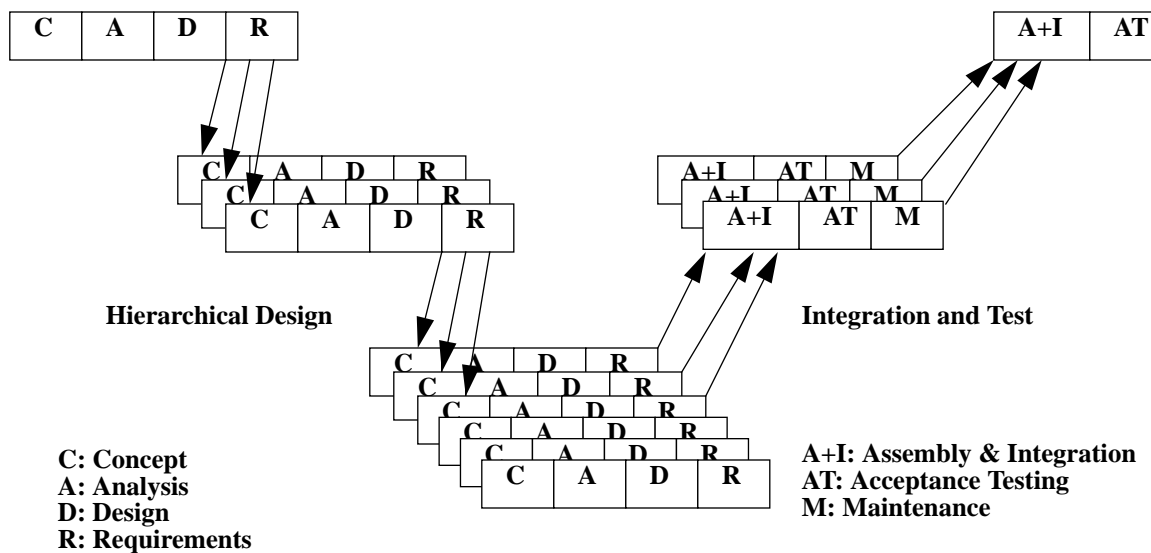 C A D R
A+I AT
C A D R
A+I AT M
C A D R
A+I AT M
C A D R
A+I AT M
Hierarchical Design
Integration and Test
C A D R
C A D R
C A D R
C A D R
C A D R
C A D R
C: Concept
A: Analysis
D: Design
R: Requirements
A+I: Assembly & Integration
AT: Acceptance Testing
M: Maintenance